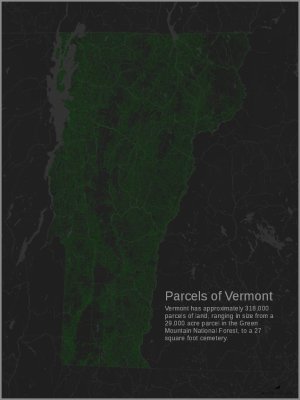 Parcels of Vermont
Vermont has approximately 318,000
parcels of land, ranging in size from a
29,000 acre parcel in the Green
Mountain National Forest, to a 27
square foot cemetery.